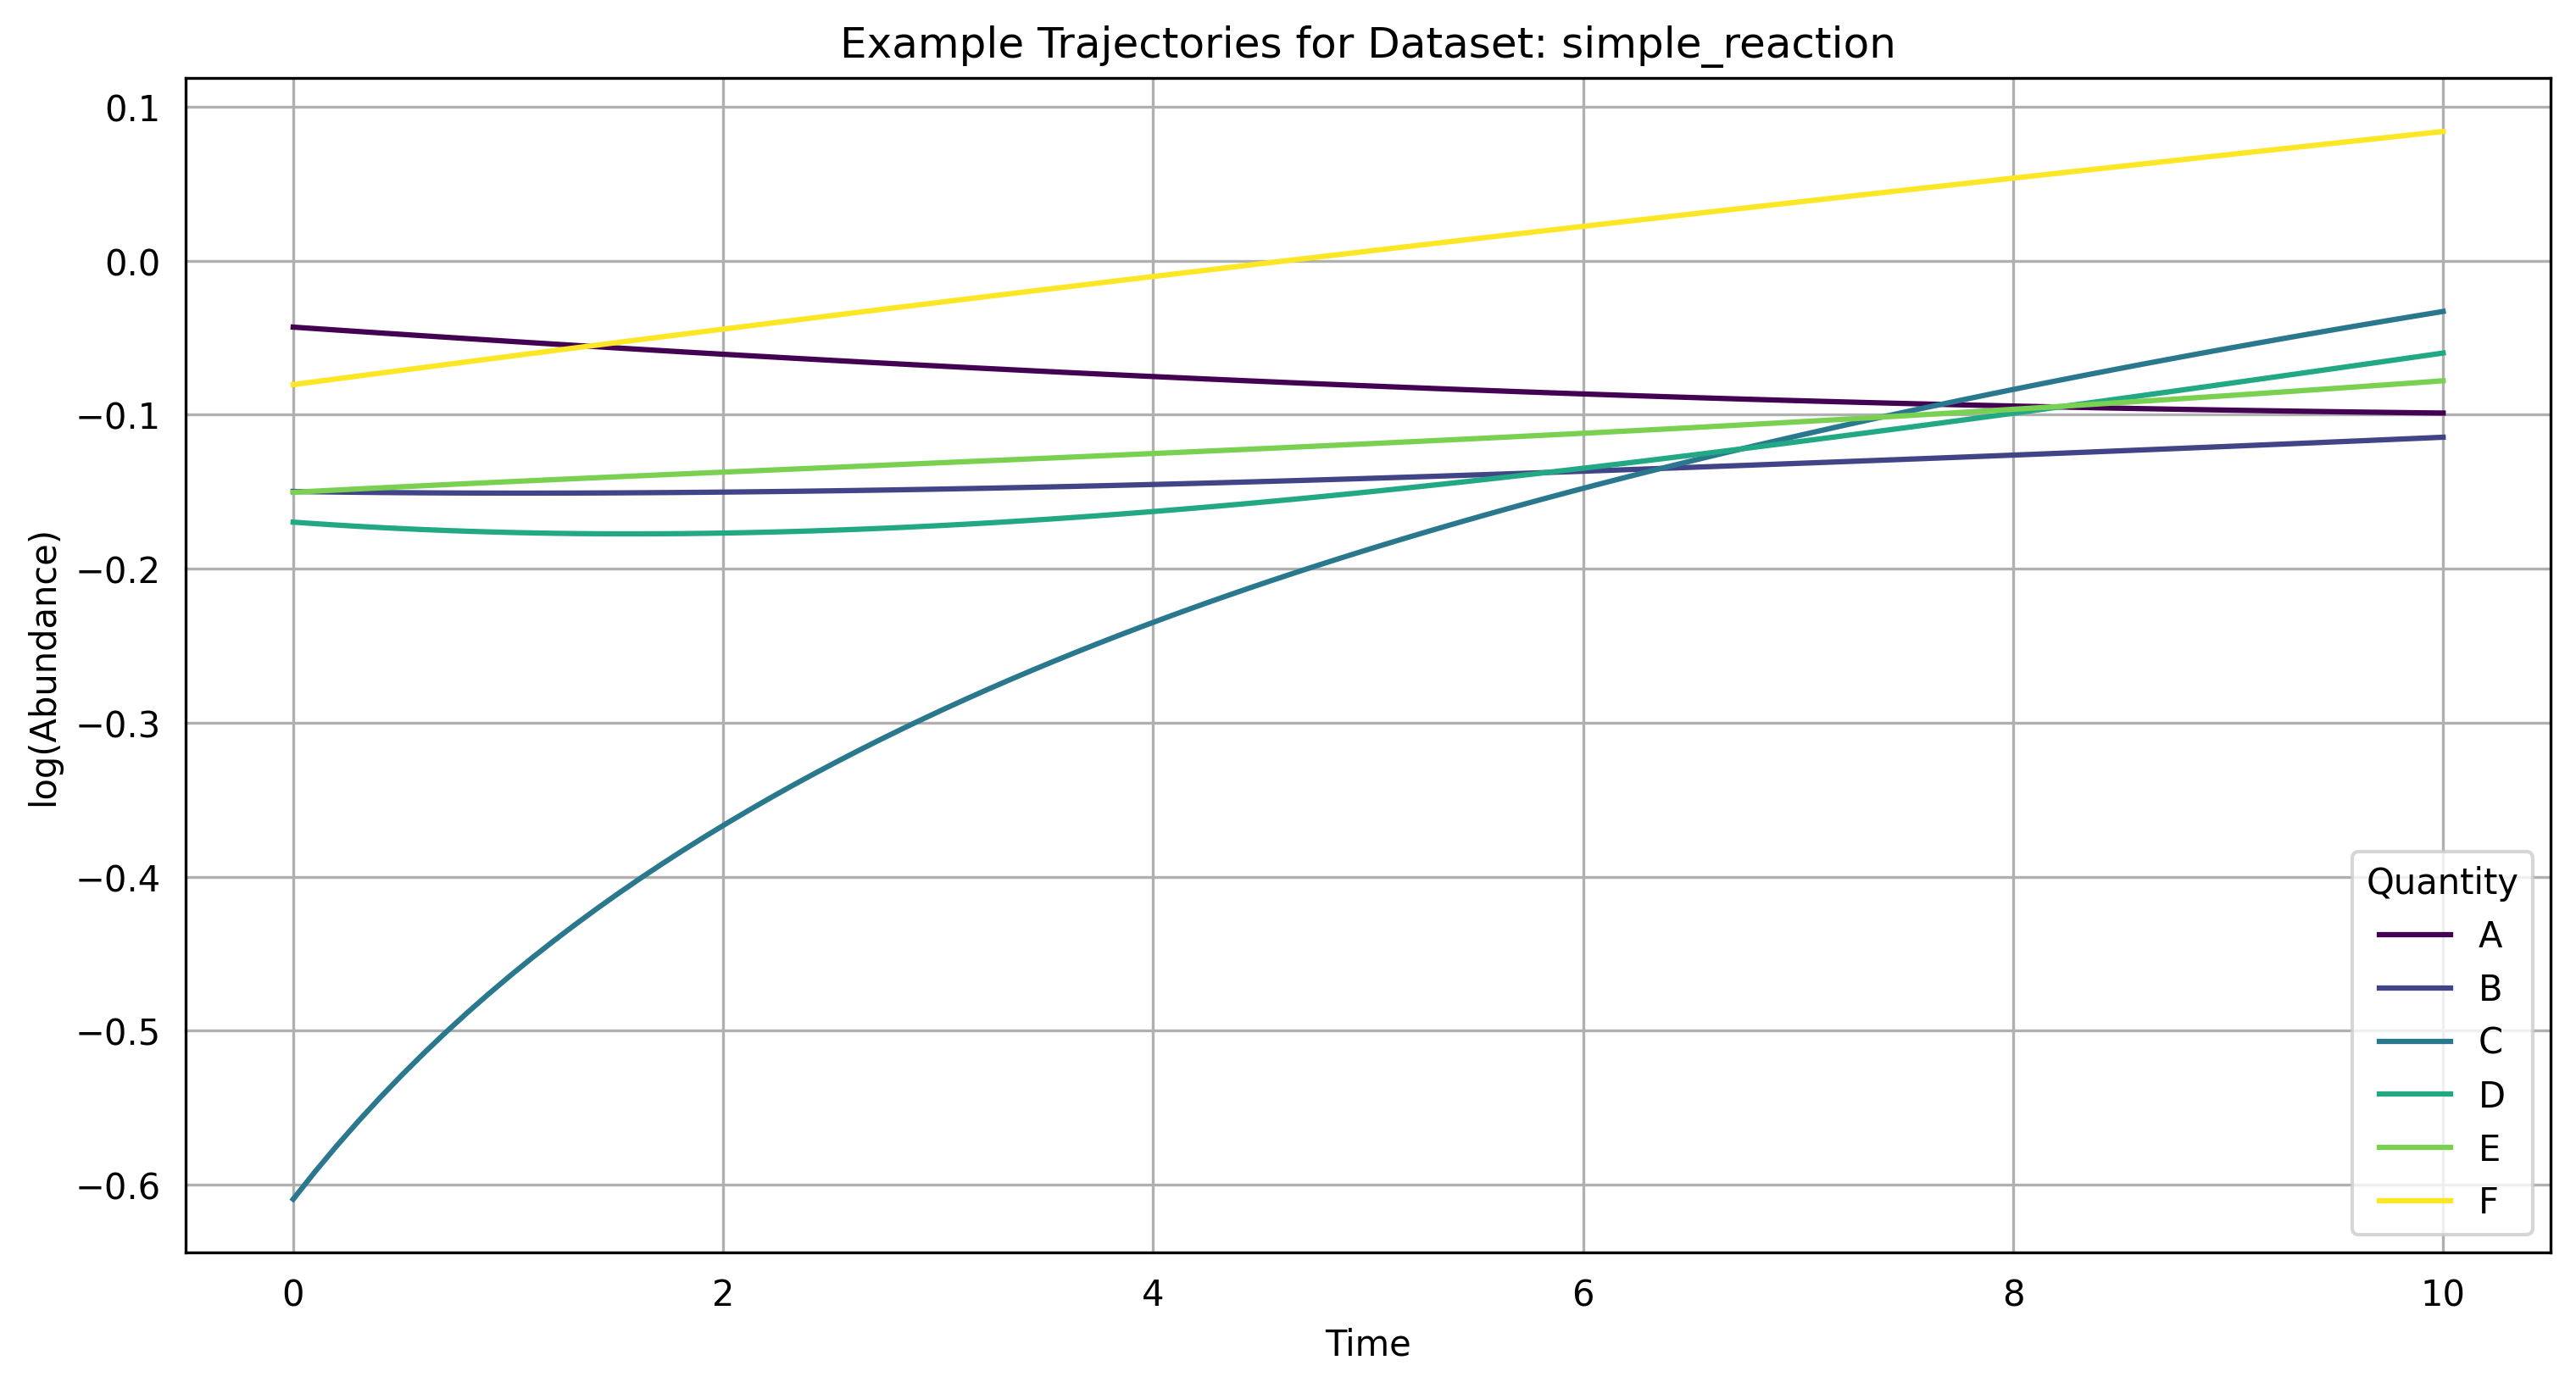 Example Trajectories for Dataset: simple_reaction
log(Abundance)
0.1
0.0
−0.1
−0.2
−0.3
−0.4
−0.5
−0.6
Quantity
A
B
C
D
E
F
0 2 4 6 8 10
Time